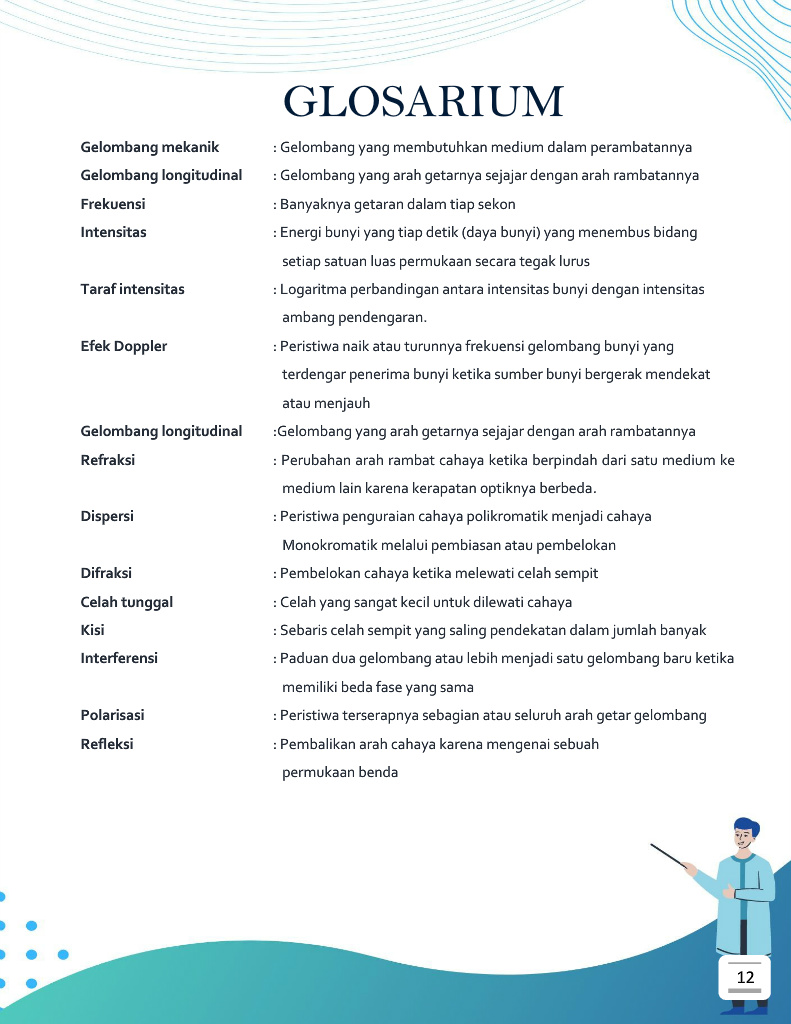 GLOSARIUM
Gelombang mekanik : Gelombang yang membutuhkan medium dalam perambatannya
Gelombang longitudinal : Gelombang yang arah getarnya sejajar dengan arah rambatannya
Frekuensi : Banyaknya getaran dalam tiap sekon
Intensitas : Energi bunyi yang tiap detik (daya bunyi) yang menembus bidang
setiap satuan luas permukaan secara tegak lurus
Taraf intensitas : Logaritma perbandingan antara intensitas bunyi dengan intensitas
ambang pendengaran.
Efek Doppler : Peristiwa naik atau turunnya frekuensi gelombang bunyi yang
terdengar penerima bunyi ketika sumber bunyi bergerak mendekat
atau menjauh
Gelombang longitudinal :Gelombang yang arah getarnya sejajar dengan arah rambatannya
Refraksi : Perubahan arah rambat cahaya ketika berpindah dari satu medium ke
medium lain karena kerapatan optiknya berbeda.
Dispersi : Peristiwa penguraian cahaya polikromatik menjadi cahaya
Monokromatik melalui pembiasan atau pembelokan
Difraksi : Pembelokan cahaya ketika melewati celah sempit
Celah tunggal : Celah yang sangat kecil untuk dilewati cahaya
Kisi : Sebaris celah sempit yang saling pendekatan dalam jumlah banyak
Interferensi : Paduan dua gelombang atau lebih menjadi satu gelombang baru ketika
memiliki beda fase yang sama
Polarisasi : Peristiwa terserapnya sebagian atau seluruh arah getar gelombang
Refleksi : Pembalikan arah cahaya karena mengenai sebuah
permukaan benda
12